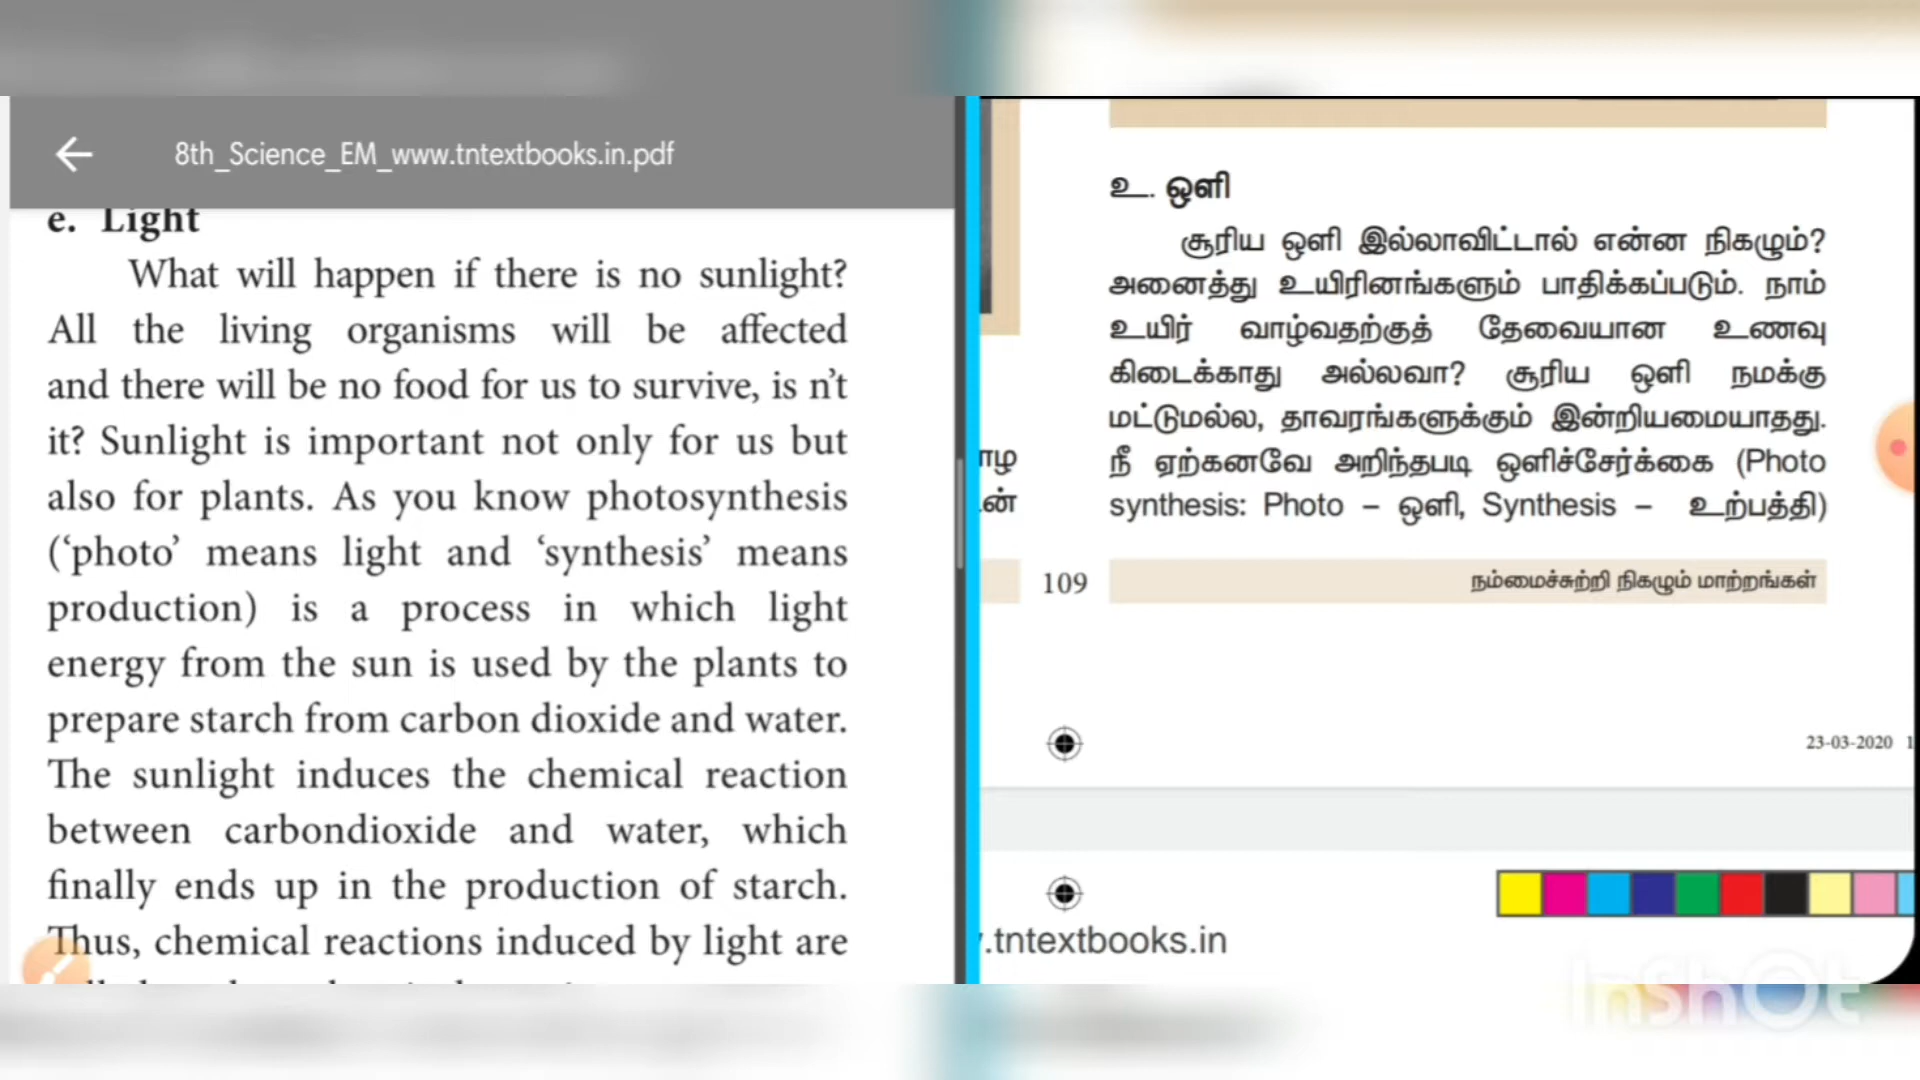 8th_Science_EM_www.tntextbooks.in.pdf
e. Light
What will happen if there is no sunlight?
All the living organisms will be affected
and there will be no food for us to survive, is n’t
it? Sunlight is important not only for us but
also for plants. As you know photosynthesis
(‘photo’ means light and ‘synthesis’ means
production) is a process in which light
energy from the sun is used by the plants to
prepare starch from carbon dioxide and water.
The sunlight induces the chemical reaction
between carbondioxide and water, which
finally ends up in the production of starch.
Thus, chemical reactions induced by light are
உ. ஒளி
சூரிய ஒளி இல்லாவிட்டால் என்ன நிகழும்?
அனைத்து உயிரினங்களும் பாதிக்கப்படும். நாம்
உயிர் வாழ்வதற்குத் தேவையான உணவு
கிடைக்காது அல்லவா? சூரிய ஒளி நமக்கு
மட்டுமல்ல, தாவரங்களுக்கும் இன்றியமையாதது.
நீ ஏற்கனவே அறிந்தபடி ஒளிச்சேர்க்கை (Photo
synthesis: Photo – ஒளி, Synthesis – உற்பத்தி)
109 நம்மைச்சுற்றி நிகழும் மாற்றங்கள்
23-03-2020 1
.tntextbooks.in
InShOt